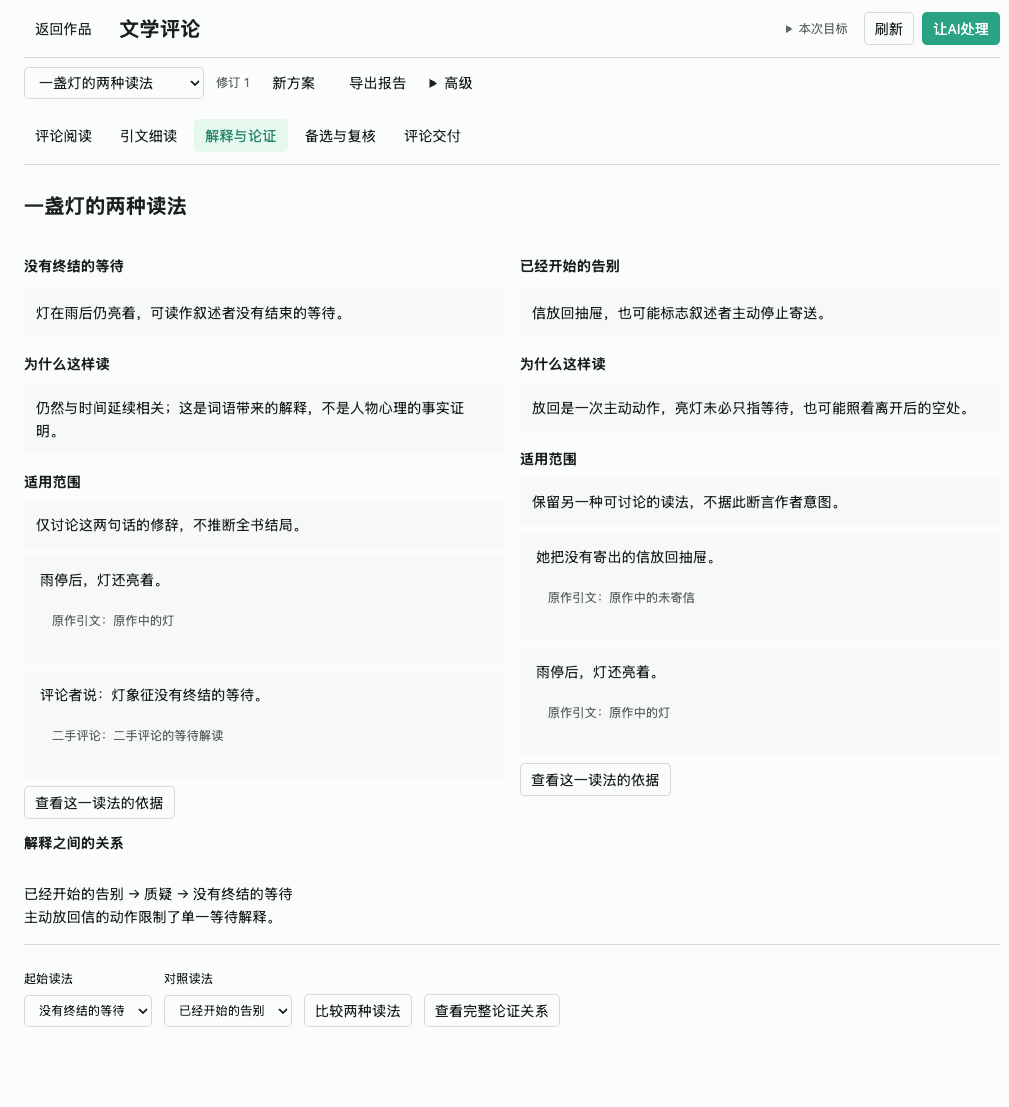 返回作品
文学评论
本次目标
刷新
让AI处理
一盏灯的两种读法
修订 1
新方案
导出报告
高级
评论阅读
引文细读
解释与论证
备选与复核
评论交付
一盏灯的两种读法
没有终结的等待
灯在雨后仍亮着，可读作叙述者没有结束的等待。
为什么这样读
仍然与时间延续相关；这是词语带来的解释，不是人物心理的事实证
明。
适用范围
仅讨论这两句话的修辞，不推断全书结局。
雨停后，灯还亮着。
原作引文：原作中的灯
评论者说：灯象征没有终结的等待。
二手评论：二手评论的等待解读
查看这一读法的依据
已经开始的告别
信放回抽屉，也可能标志叙述者主动停止寄送。
为什么这样读
放回是一次主动动作，亮灯未必只指等待，也可能照着离开后的空处。
适用范围
保留另一种可讨论的读法，不据此断言作者意图。
她把没有寄出的信放回抽屉。
原作引文：原作中的未寄信
雨停后，灯还亮着。
原作引文：原作中的灯
查看这一读法的依据
解释之间的关系
已经开始的告别 → 质疑 → 没有终结的等待
主动放回信的动作限制了单一等待解释。
起始读法
对照读法
没有终结的等待
已经开始的告别
比较两种读法
查看完整论证关系